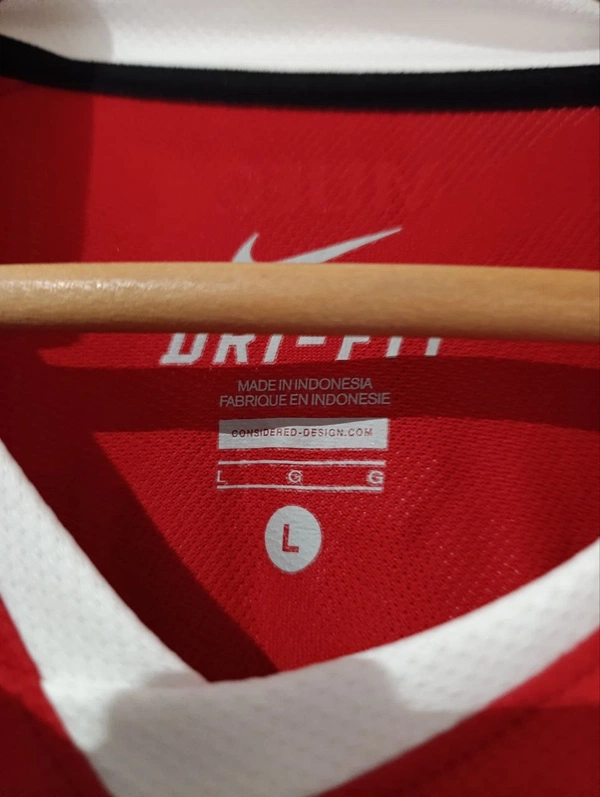 DRI-FIT
MADE IN INDONESIA
FABRIQUE EN INDONESIE
CONSIDERED-DESIGN.COM
L G G
L